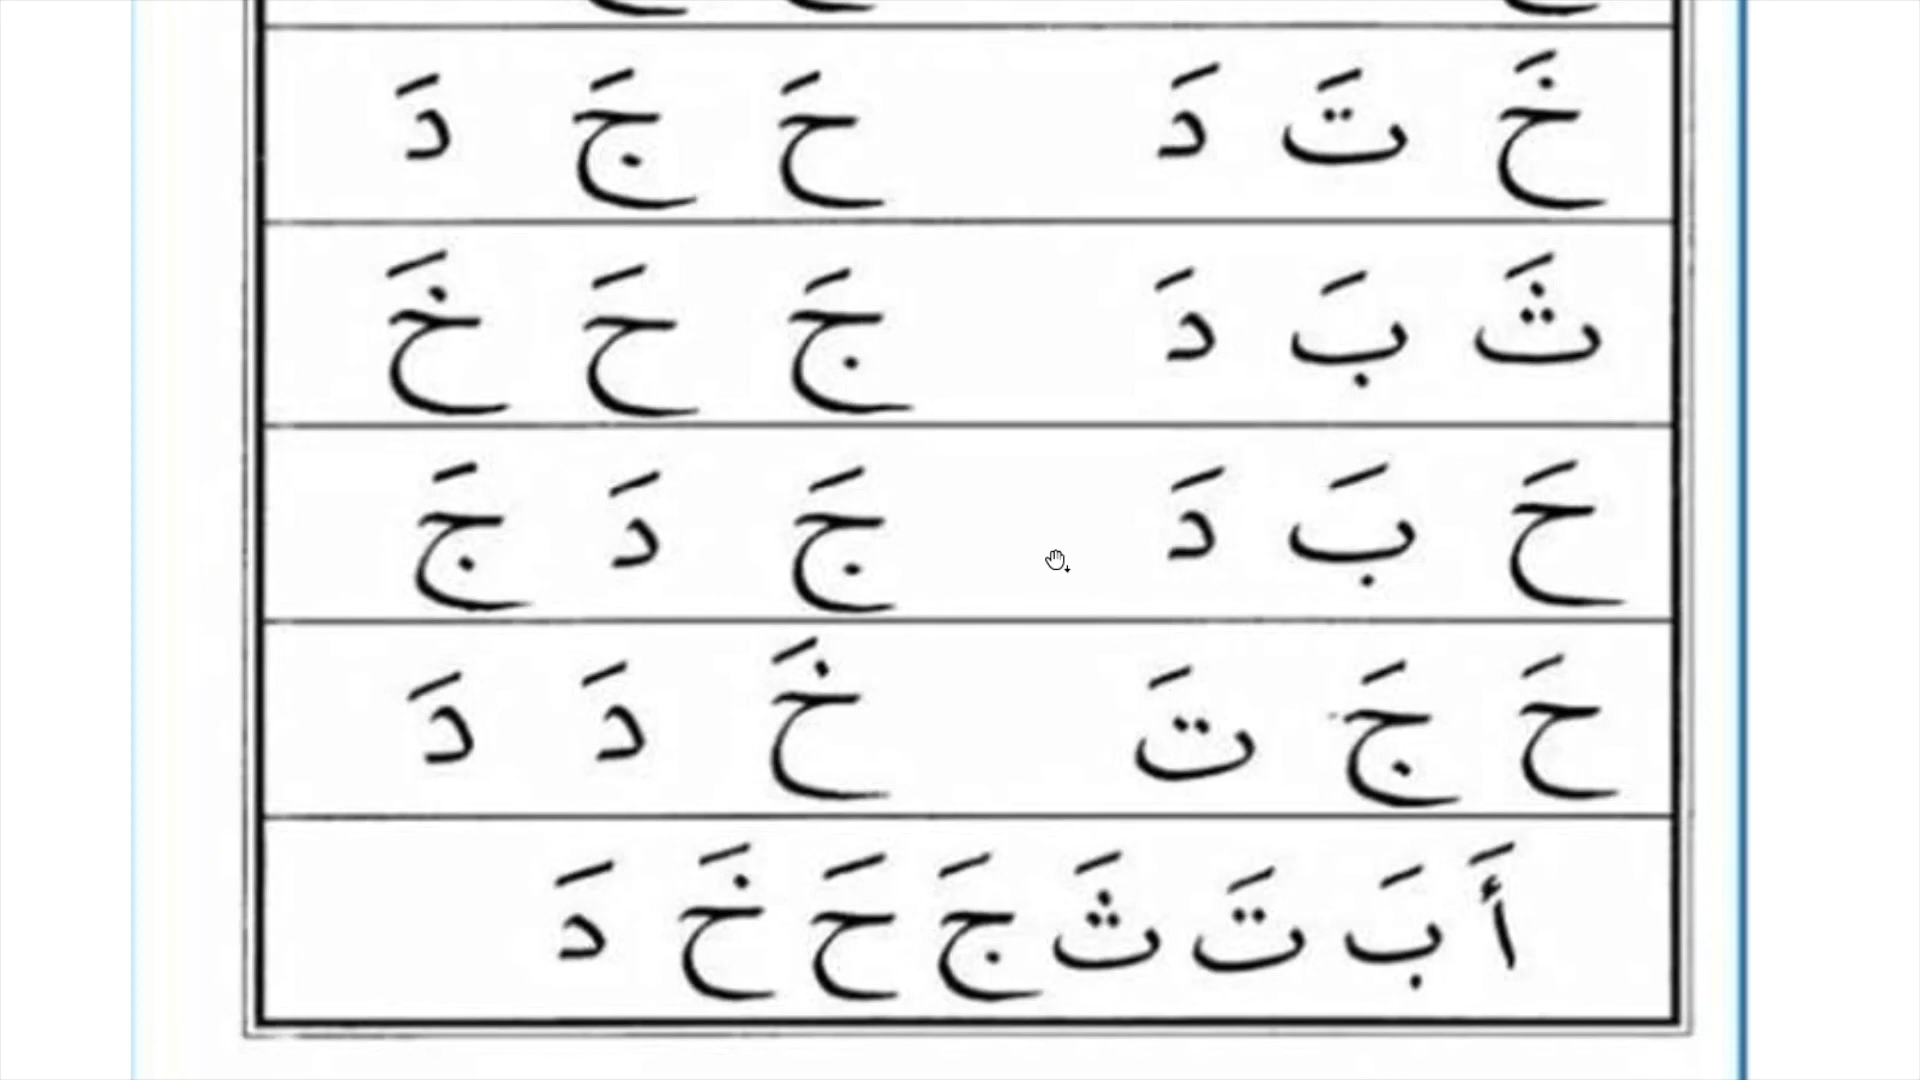 خَ تَ دَ حَ جَ دَ
ثَ بَ دَ جَ حَ خَ
حَ بَ دَ جَ دَ جَ
حَ جَ تَ خَ دَ دَ
أَ بَ تَ ثَ جَ حَ خَ دَ